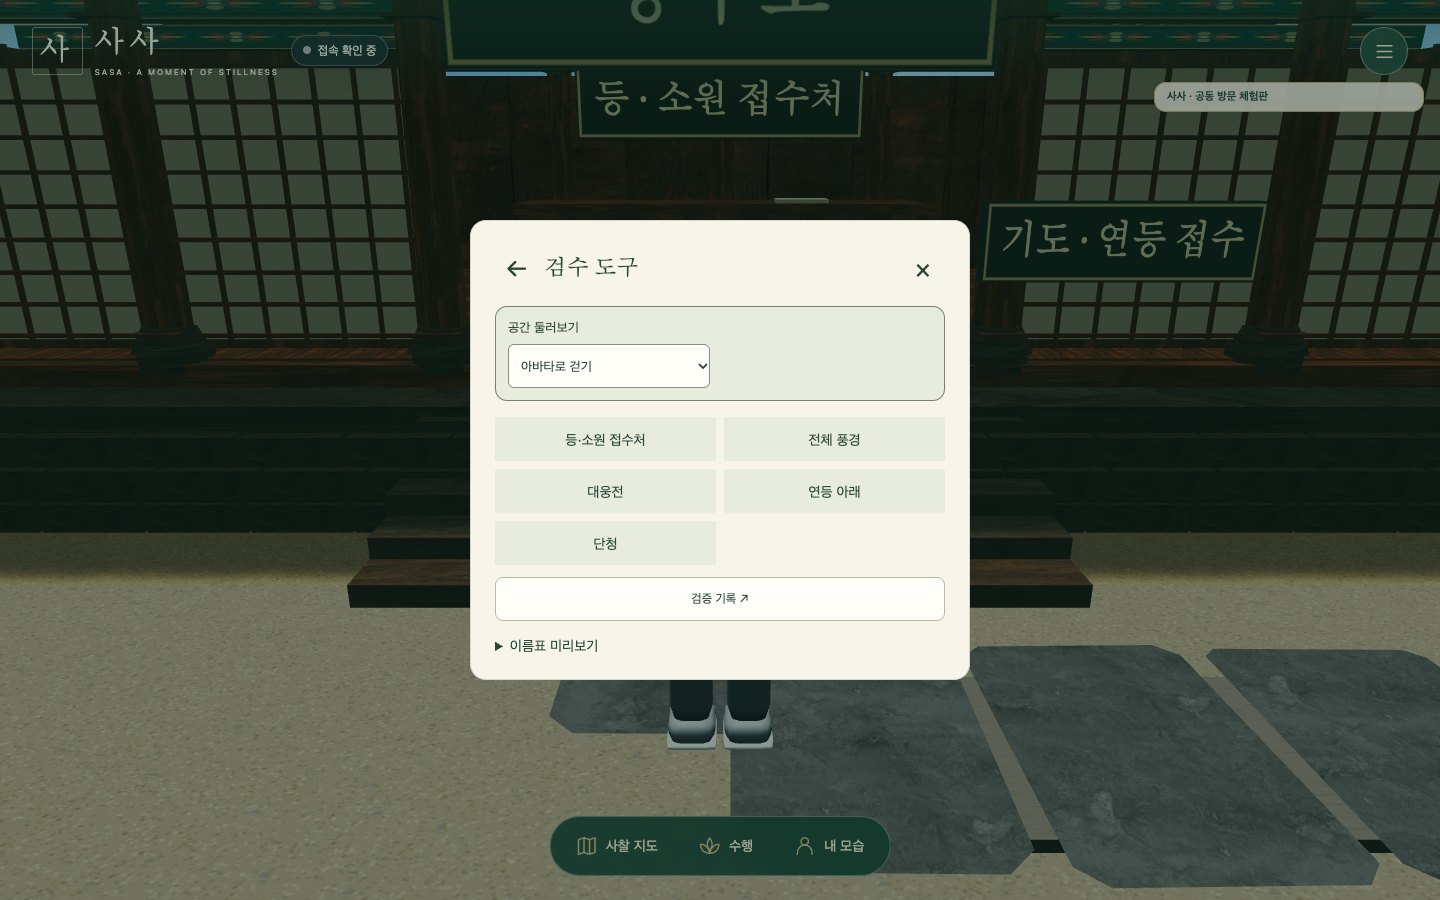 사 사사
SASA · A MOMENT OF STILLNESS
접속 확인 중
등·소원 접수처
사사 · 공동 방문 체험판
기도·연등 접수
검수 도구
공간 둘러보기
아바타로 걷기
등·소원 접수처
전체 풍경
대웅전
연등 아래
단청
검증 기록 ↗
이름표 미리보기
사찰 지도
수행
내 모습